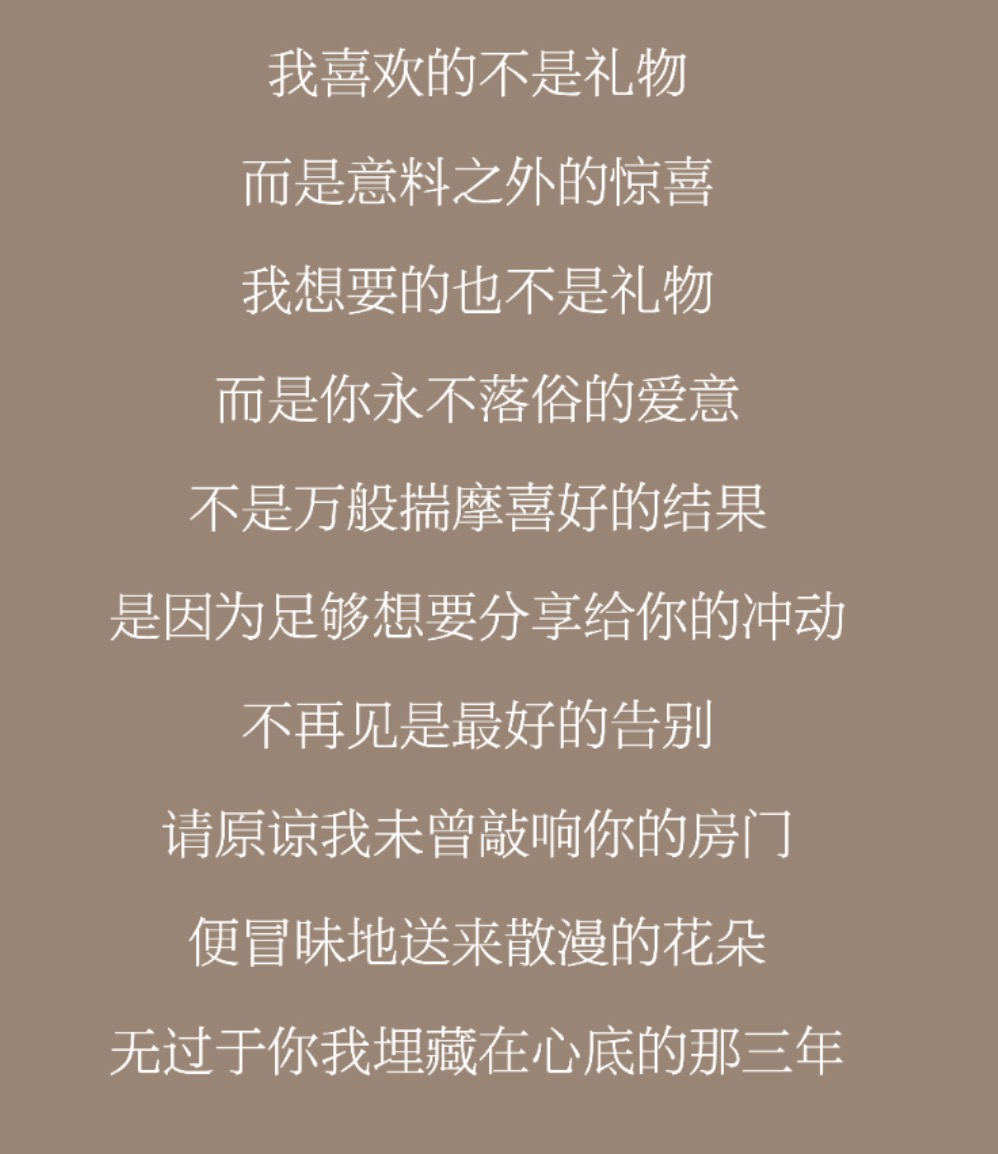 我喜欢的不是礼物
而是意料之外的惊喜
我想要的也不是礼物
而是你永不落俗的爱意
不是万般揣摩喜好的结果
是因为足够想要分享给你的冲动
不再见是最好的告别
请原谅我未曾敲响你的房门
便冒昧地送来散漫的花朵
无过于你我埋藏在心底的那三年